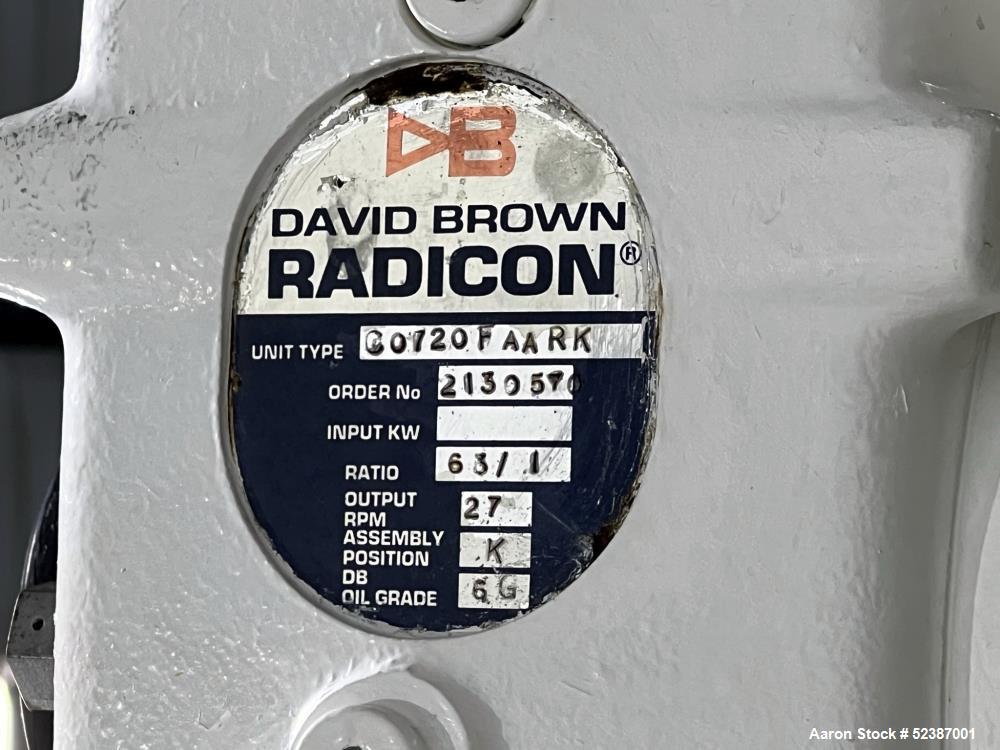 DB
DAVID BROWN
RADICON®
UNIT TYPE C0720FAARK
ORDER No 2130570
INPUT KW
RATIO 63/1
OUTPUT RPM 27
ASSEMBLY POSITION K
DB OIL GRADE 6G
Aaron Stock # 52387001